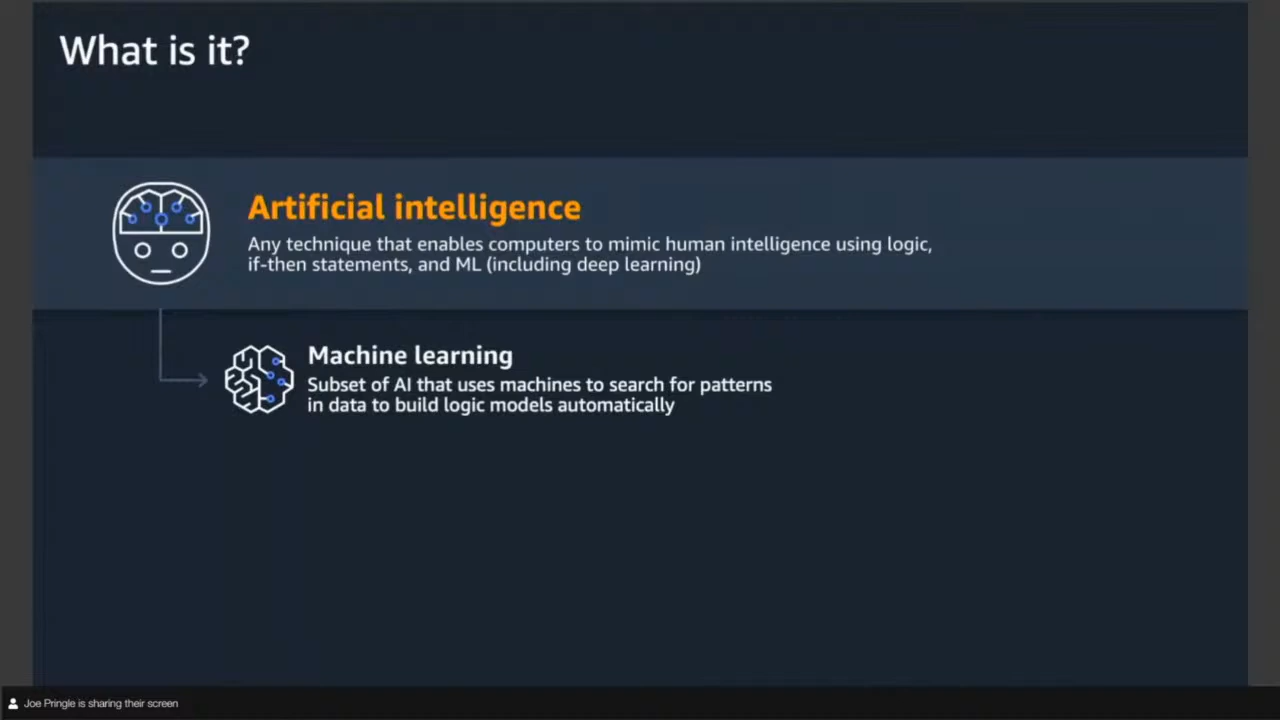 What is it?
Artificial intelligence
Any technique that enables computers to mimic human intelligence using logic,
if-then statements, and ML (including deep learning)
Machine learning
Subset of AI that uses machines to search for patterns
in data to build logic models automatically
Joe Pringle is sharing their screen